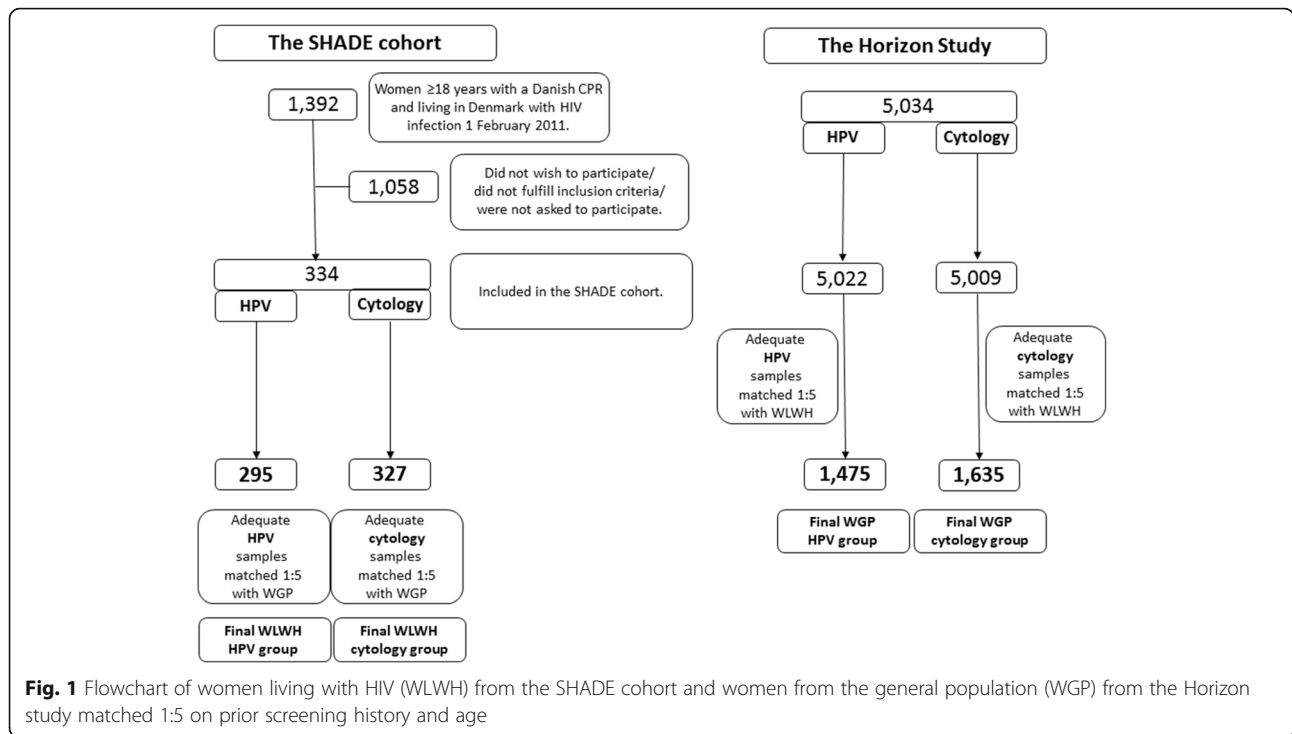 The SHADE cohort
1,392
Women ≥18 years with a Danish CPR
and living in Denmark with HIV
infection 1 February 2011.
1,058
Did not wish to participate/
did not fulfill inclusion criteria/
were not asked to participate.
334
HPV
Cytology
Included in the SHADE cohort.
295
327
Adequate
HPV
samples
matched 1:5
with WGP
Adequate
cytology
samples
matched 1:5
with WGP
Final WLWH
HPV group
Final WLWH
cytology group
The Horizon Study
5,034
HPV
Cytology
5,022
5,009
Adequate
HPV
samples
matched 1:5
with WLWH
Adequate
cytology
samples
matched 1:5
with WLWH
1,475
1,635
Final WGP
HPV group
Final WGP
cytology group
Fig. 1 Flowchart of women living with HIV (WLWH) from the SHADE cohort and women from the general population (WGP) from the Horizon
study matched 1:5 on prior screening history and age